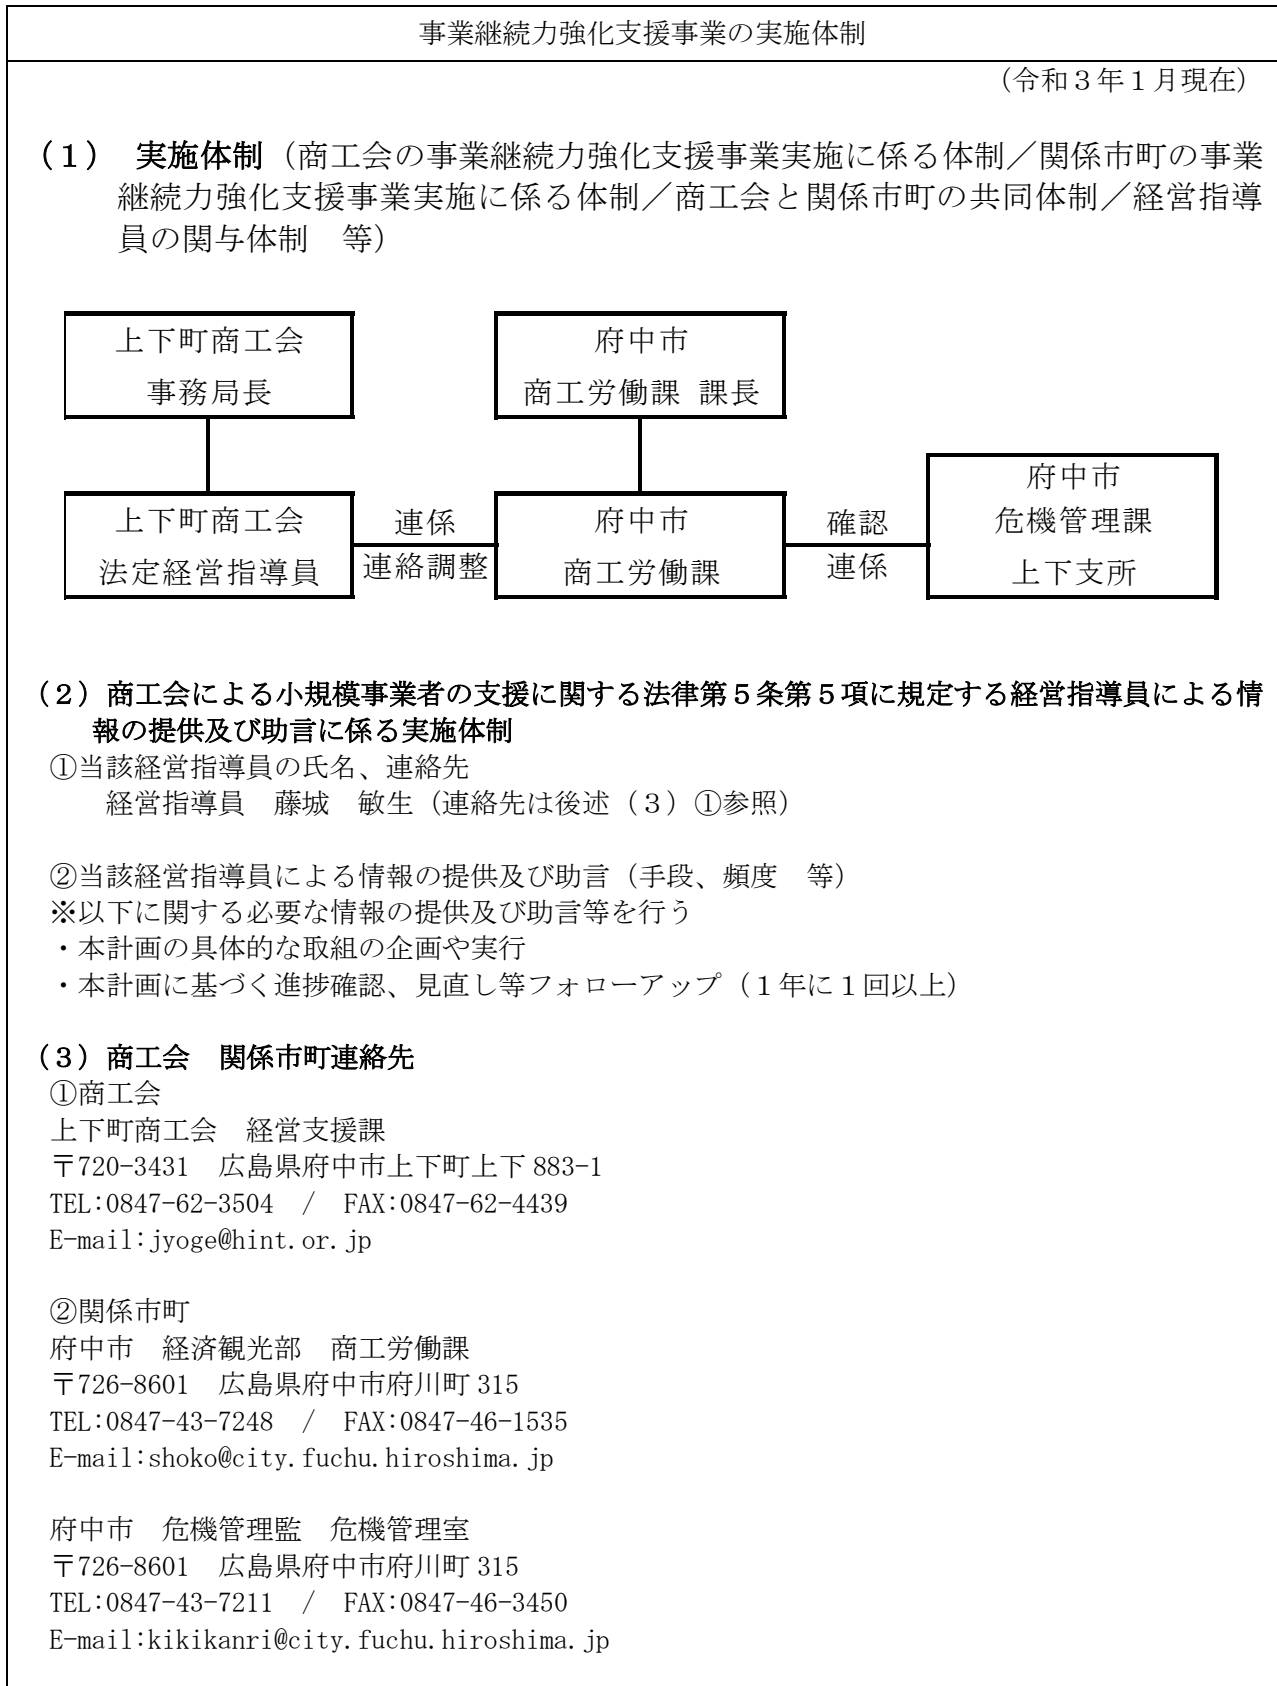 事業継続力強化支援事業の実施体制
（令和３年１月現在）
（１）　実施体制（商工会の事業継続力強化支援事業実施に係る体制／関係市町の事業
継続力強化支援事業実施に係る体制／商工会と関係市町の共同体制／経営指導
員の関与体制　等）
上下町商工会
事務局長
府中市
商工労働課 課長
上下町商工会
法定経営指導員
連係
連絡調整
府中市
商工労働課
確認
連係
府中市
危機管理課
上下支所
（２）商工会による小規模事業者の支援に関する法律第５条第５項に規定する経営指導員による情
報の提供及び助言に係る実施体制
①当該経営指導員の氏名、連絡先
経営指導員　藤城　敏生（連絡先は後述（３）①参照）
②当該経営指導員による情報の提供及び助言（手段、頻度　等）
※以下に関する必要な情報の提供及び助言等を行う
・本計画の具体的な取組の企画や実行
・本計画に基づく進捗確認、見直し等フォローアップ（１年に１回以上）
（３）商工会　関係市町連絡先
①商工会
上下町商工会　経営支援課
〒720-3431　広島県府中市上下町上下 883-1
TEL:0847-62-3504　/　FAX:0847-62-4439
E-mail:jyoge@hint.or.jp
②関係市町
府中市　経済観光部　商工労働課
〒726-8601　広島県府中市府川町 315
TEL:0847-43-7248　/　FAX:0847-46-1535
E-mail:shoko@city.fuchu.hiroshima.jp
府中市　危機管理監　危機管理室
〒726-8601　広島県府中市府川町 315
TEL:0847-43-7211　/　FAX:0847-46-3450
E-mail:kikikanri@city.fuchu.hiroshima.jp